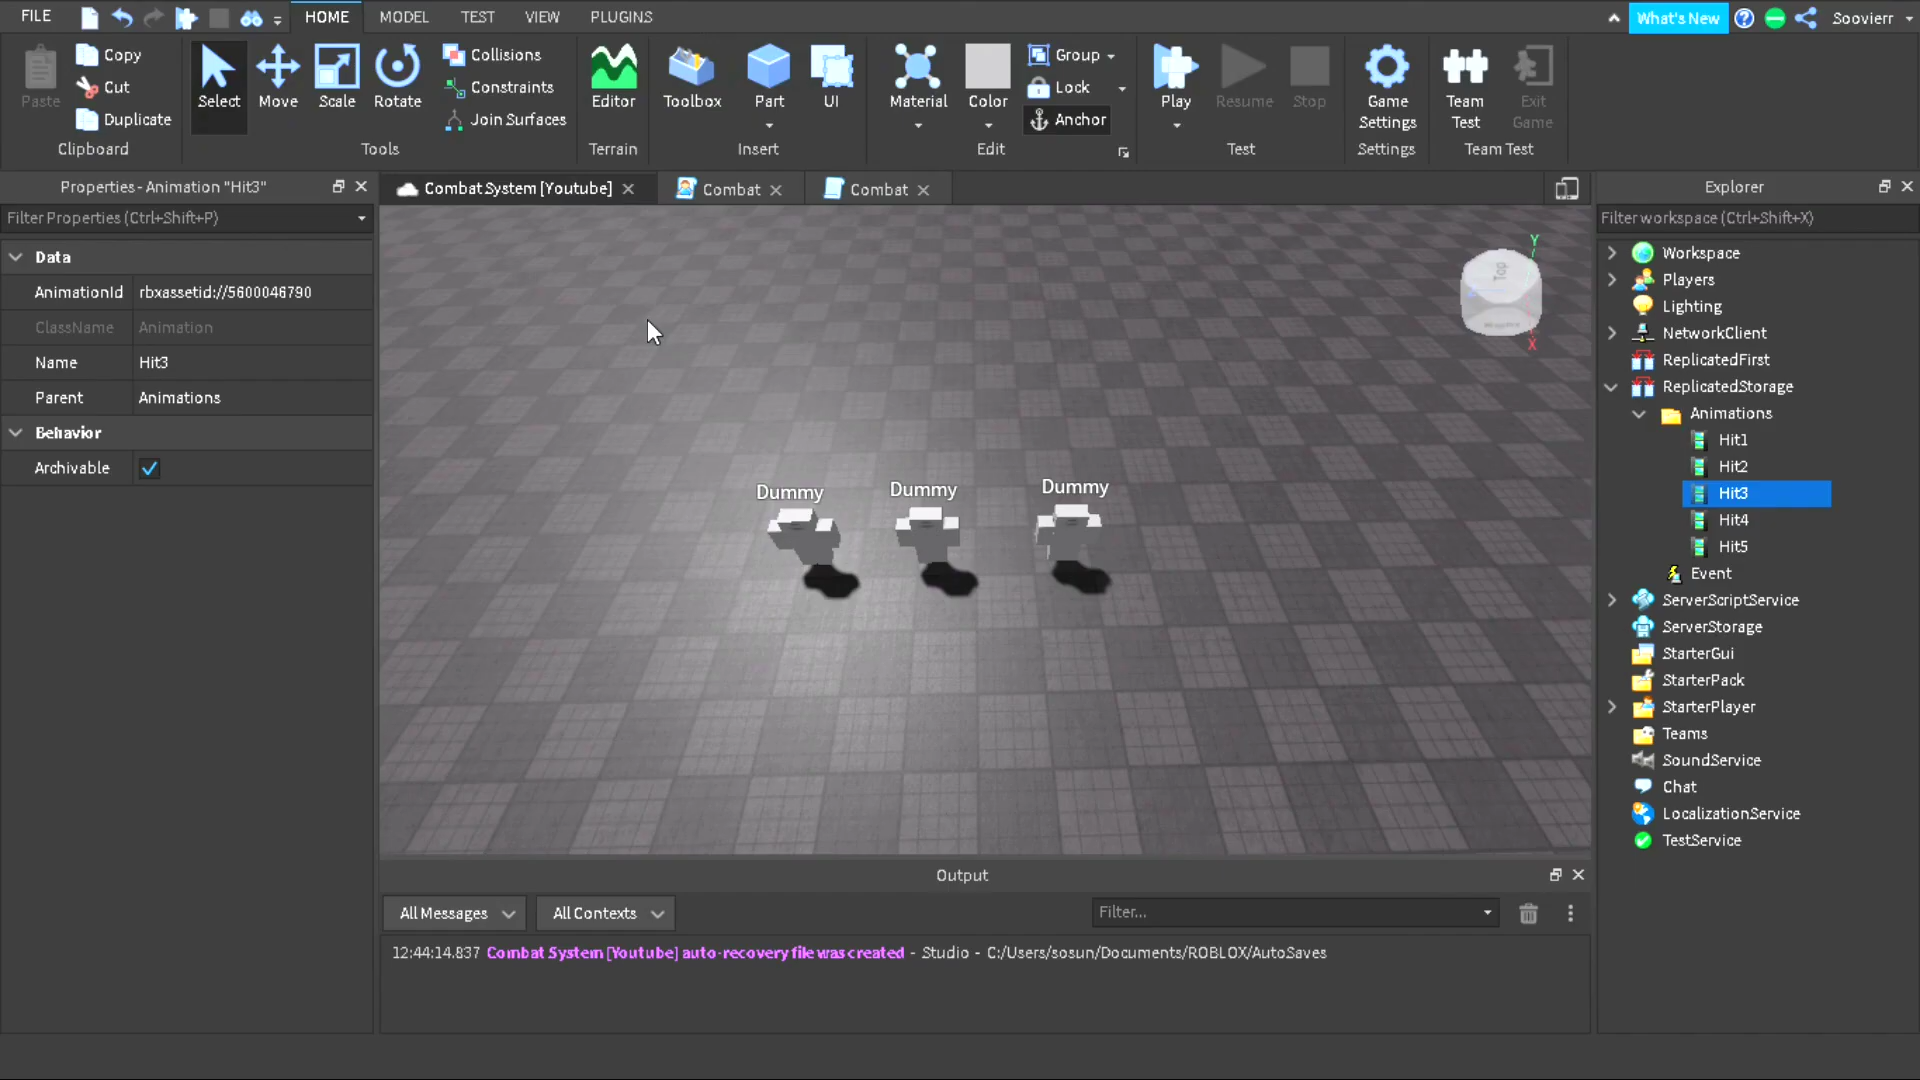 FILE HOME MODEL TEST VIEW PLUGINS What's New Soovierr
Paste Copy Cut Duplicate
Select Move Scale Rotate Collisions Constraints Join Surfaces
Editor Toolbox Part UI Material Color Group Lock Anchor
Play Resume Stop Game Settings Team Test Exit Game
Clipboard Tools Terrain Insert Edit Test Settings Team Test
Properties - Animation "Hit3"
Filter Properties (Ctrl+Shift+P)
Data
AnimationId rbxassetid://5600046790
ClassName Animation
Name Hit3
Parent Animations
Behavior
Archivable
Combat System [Youtube] Combat Combat
Y
Top
X
Dummy Dummy Dummy
Output
All Messages All Contexts Filter...
12:44:14.837 Combat System [Youtube] auto-recovery file was created - Studio - C:/Users/sosun/Documents/ROBLOX/AutoSaves
Explorer
Filter workspace (Ctrl+Shift+X)
Workspace
Players
Lighting
NetworkClient
ReplicatedFirst
ReplicatedStorage
Animations
Hit1
Hit2
Hit3
Hit4
Hit5
Event
ServerScriptService
ServerStorage
StarterGui
StarterPack
StarterPlayer
Teams
SoundService
Chat
LocalizationService
TestService